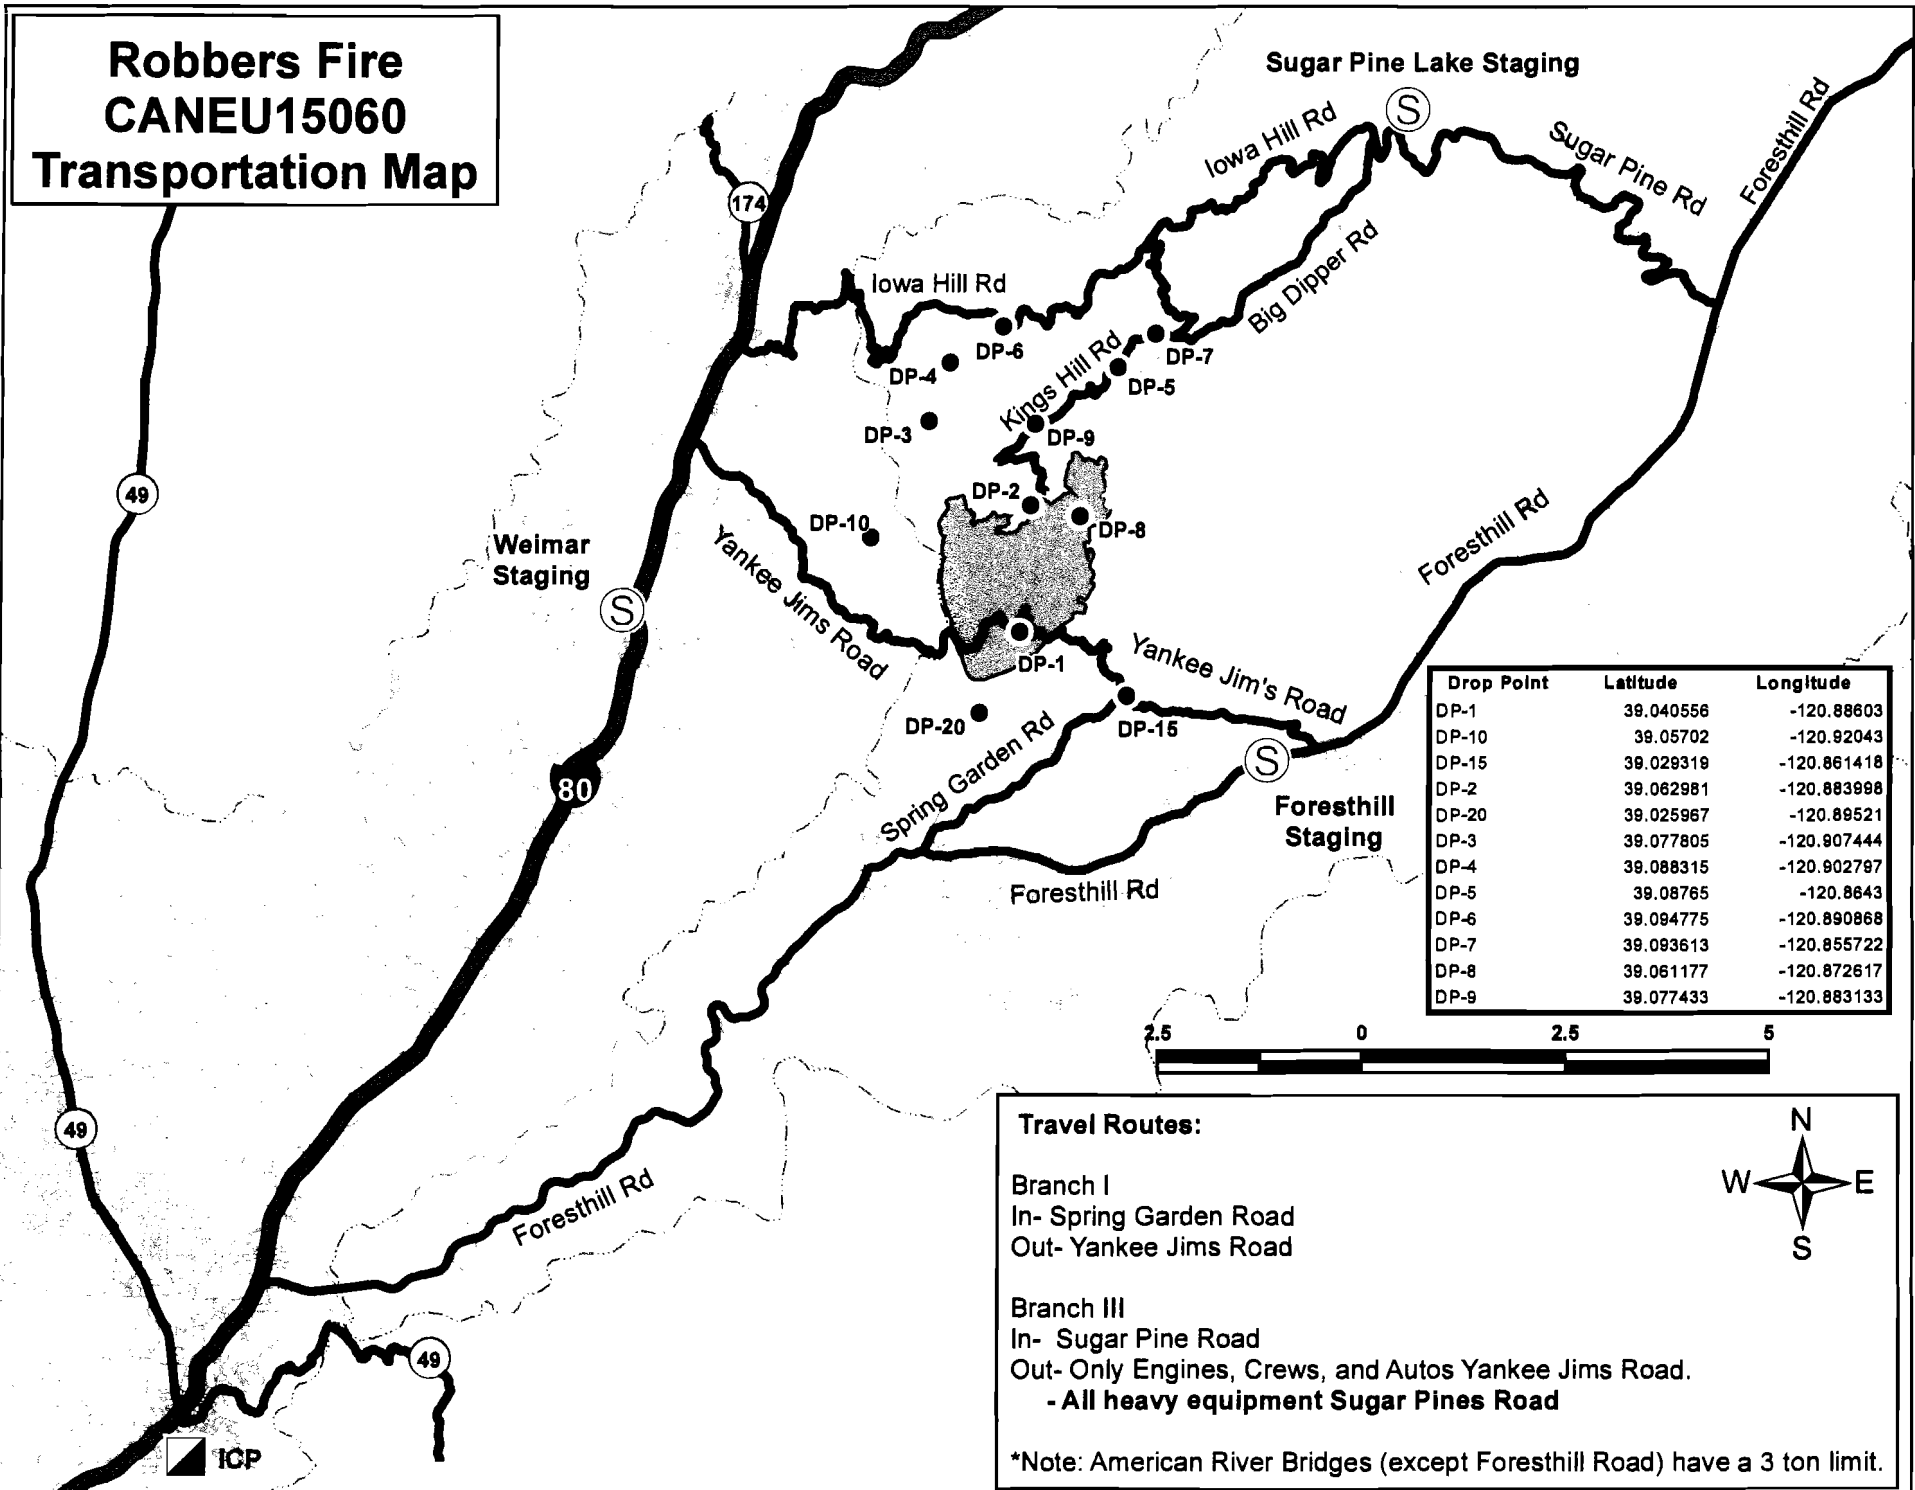 Robbers Fire
CANEU15060
Transportation Map
Sugar Pine Lake Staging
S
Iowa Hill Rd
Sugar Pine Rd
Foresthill Rd
174
Iowa Hill Rd
Big Dipper Rd
DP-6
DP-7
DP-4
Kings Hill Rd
DP-5
DP-3
DP-9
49
DP-2
DP-10
DP-8
Foresthill Rd
Weimar
Staging
S
Yankee Jims Road
DP-1
Yankee Jim's Road
DP-20
DP-15
Spring Garden Rd
S
80
Foresthill
Staging
Foresthill Rd
Drop Point Latitude Longitude
DP-1 39.040556 -120.88603
DP-10 39.05702 -120.92043
DP-15 39.029319 -120.861418
DP-2 39.062981 -120.883998
DP-20 39.025967 -120.89521
DP-3 39.077805 -120.907444
DP-4 39.088315 -120.902797
DP-5 39.08765 -120.8643
DP-6 39.094775 -120.890868
DP-7 39.093613 -120.855722
DP-8 39.061177 -120.872617
DP-9 39.077433 -120.883133
2.5 0 2.5 5
49
Foresthill Rd
49
ICP
Travel Routes:
N
W E
S
Branch I
In- Spring Garden Road
Out- Yankee Jims Road
Branch III
In- Sugar Pine Road
Out- Only Engines, Crews, and Autos Yankee Jims Road.
- All heavy equipment Sugar Pines Road
*Note: American River Bridges (except Foresthill Road) have a 3 ton limit.